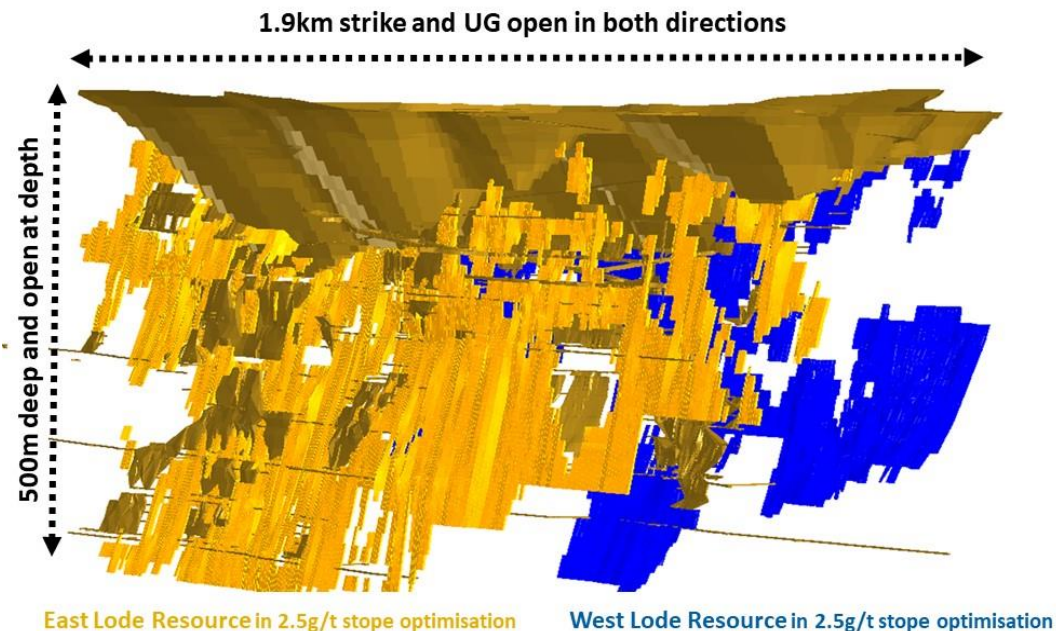 1.9km strike and UG open in both directions
500m deep and open at depth
East Lode Resource in 2.5g/t stope optimisation
West Lode Resource in 2.5g/t stope optimisation